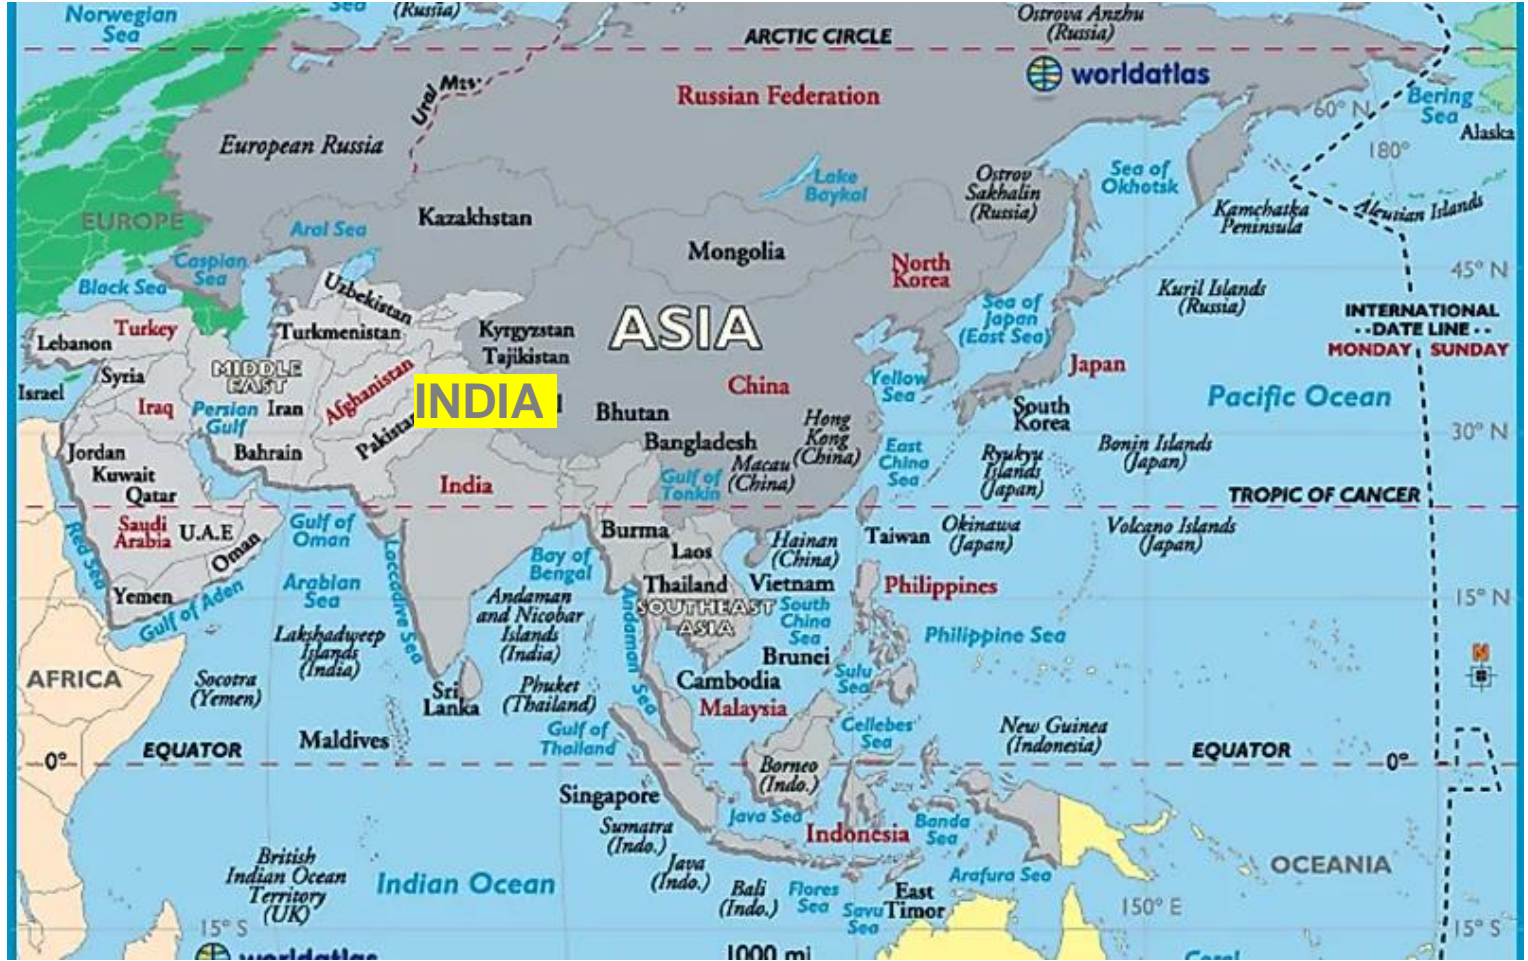 Norwegian
Sea
Sea
(Russia)
Ostrova Anzhu
(Russia)
ARCTIC CIRCLE
worldatlas
Russian Federation
Ural Mts.
European Russia
60° N
Bering
Sea
Alaska
180°
Lake
Baykal
Ostrov
Sakhalin
(Russia)
Sea of
Okhotsk
Kamchatka
Peninsula
Aleutian Islands
EUROPE
Kazakhstan
Aral Sea
Mongolia
Caspian
Sea
North
Korea
45° N
Black Sea
Uzbekistan
Kuril Islands
(Russia)
Sea of
Japan
(East Sea)
INTERNATIONAL
DATE LINE
MONDAY SUNDAY
Turkey
Lebanon
Turkmenistan
Kyrgyzstan
Tajikistan
ASIA
Japan
MIDDLE
EAST
Syria
Afghanistan
Israel
Iraq
Persian
Gulf
Iran
INDIA
China
Yellow
Sea
Pacific Ocean
Bhutan
Hong
Kong
(China)
South
Korea
Pakistan
Bangladesh
30° N
Jordan
Bahrain
Macau
(China)
East
China
Sea
Ryukyu
Islands
(Japan)
Bonin Islands
(Japan)
Kuwait
Qatar
India
Gulf of
Tonkin
TROPIC OF CANCER
Saudi
Arabia
U.A.E
Oman
Gulf of
Oman
Burma
Taiwan
Okinawa
(Japan)
Volcano Islands
(Japan)
Red Sea
Laos
Hainan
(China)
Bay of
Bengal
Yemen
Gulf of Aden
Arabian
Sea
Laccadive Sea
Andaman
and Nicobar
Islands
(India)
Andaman Sea
Thailand
Vietnam
Philippines
SOUTHEAST
ASIA
South
China
Sea
15° N
Lakshadweep
Islands
(India)
Philippine Sea
N
AFRICA
Socotra
(Yemen)
Sri
Lanka
Phuket
(Thailand)
Brunei
Cambodia
Sulu
Sea
Malaysia
Maldives
Gulf of
Thailand
Cellebes
Sea
New Guinea
(Indonesia)
0°
EQUATOR
EQUATOR
0°
Borneo
(Indo.)
Singapore
Sumatra
(Indo.)
Java Sea
Indonesia
Banda
Sea
Java
(Indo.)
British
Indian Ocean
Territory
(UK)
Indian Ocean
Bali
(Indo.)
Flores
Sea
Savu
Sea
East
Timor
Arafura Sea
OCEANIA
150° E
15° S
15° S
worldatlas
1000 mi
Coral